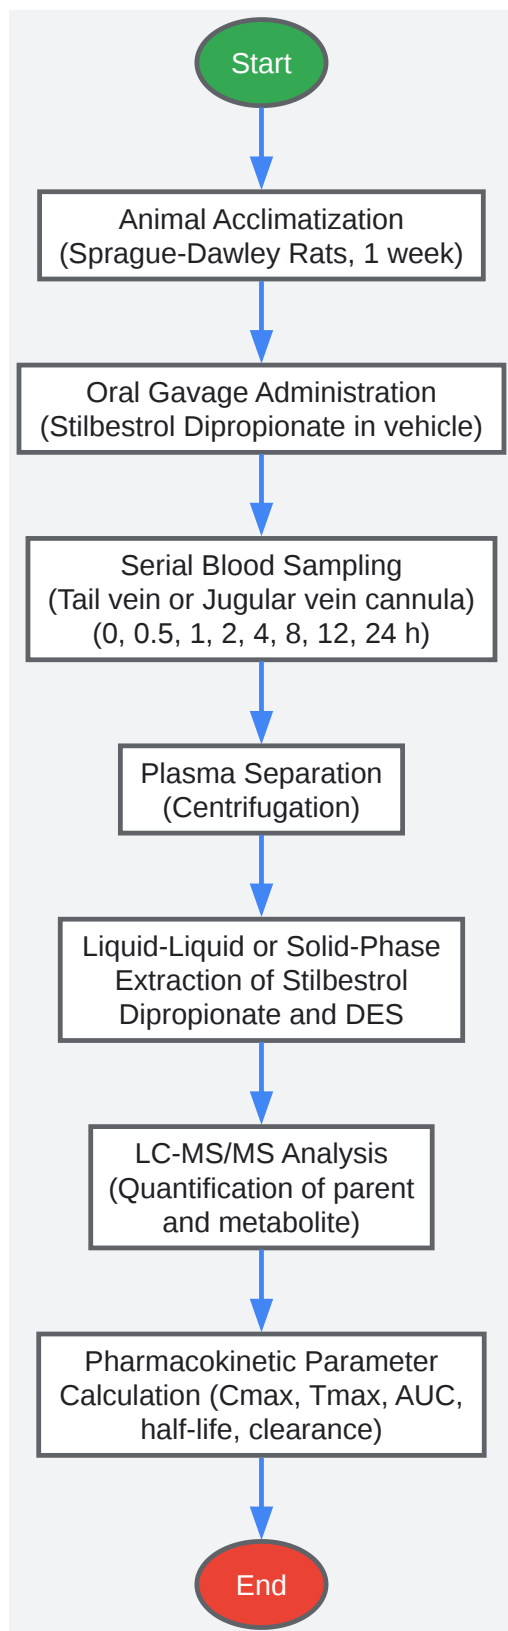 Start
Animal Acclimatization
(Sprague-Dawley Rats, 1 week)
Oral Gavage Administration
(Stilbestrol Dipropionate in vehicle)
Serial Blood Sampling
(Tail vein or Jugular vein cannula)
(0, 0.5, 1, 2, 4, 8, 12, 24 h)
Plasma Separation
(Centrifugation)
Liquid-Liquid or Solid-Phase
Extraction of Stilbestrol
Dipropionate and DES
LC-MS/MS Analysis
(Quantification of parent
and metabolite)
Pharmacokinetic Parameter
Calculation (Cmax, Tmax, AUC,
half-life, clearance)
End